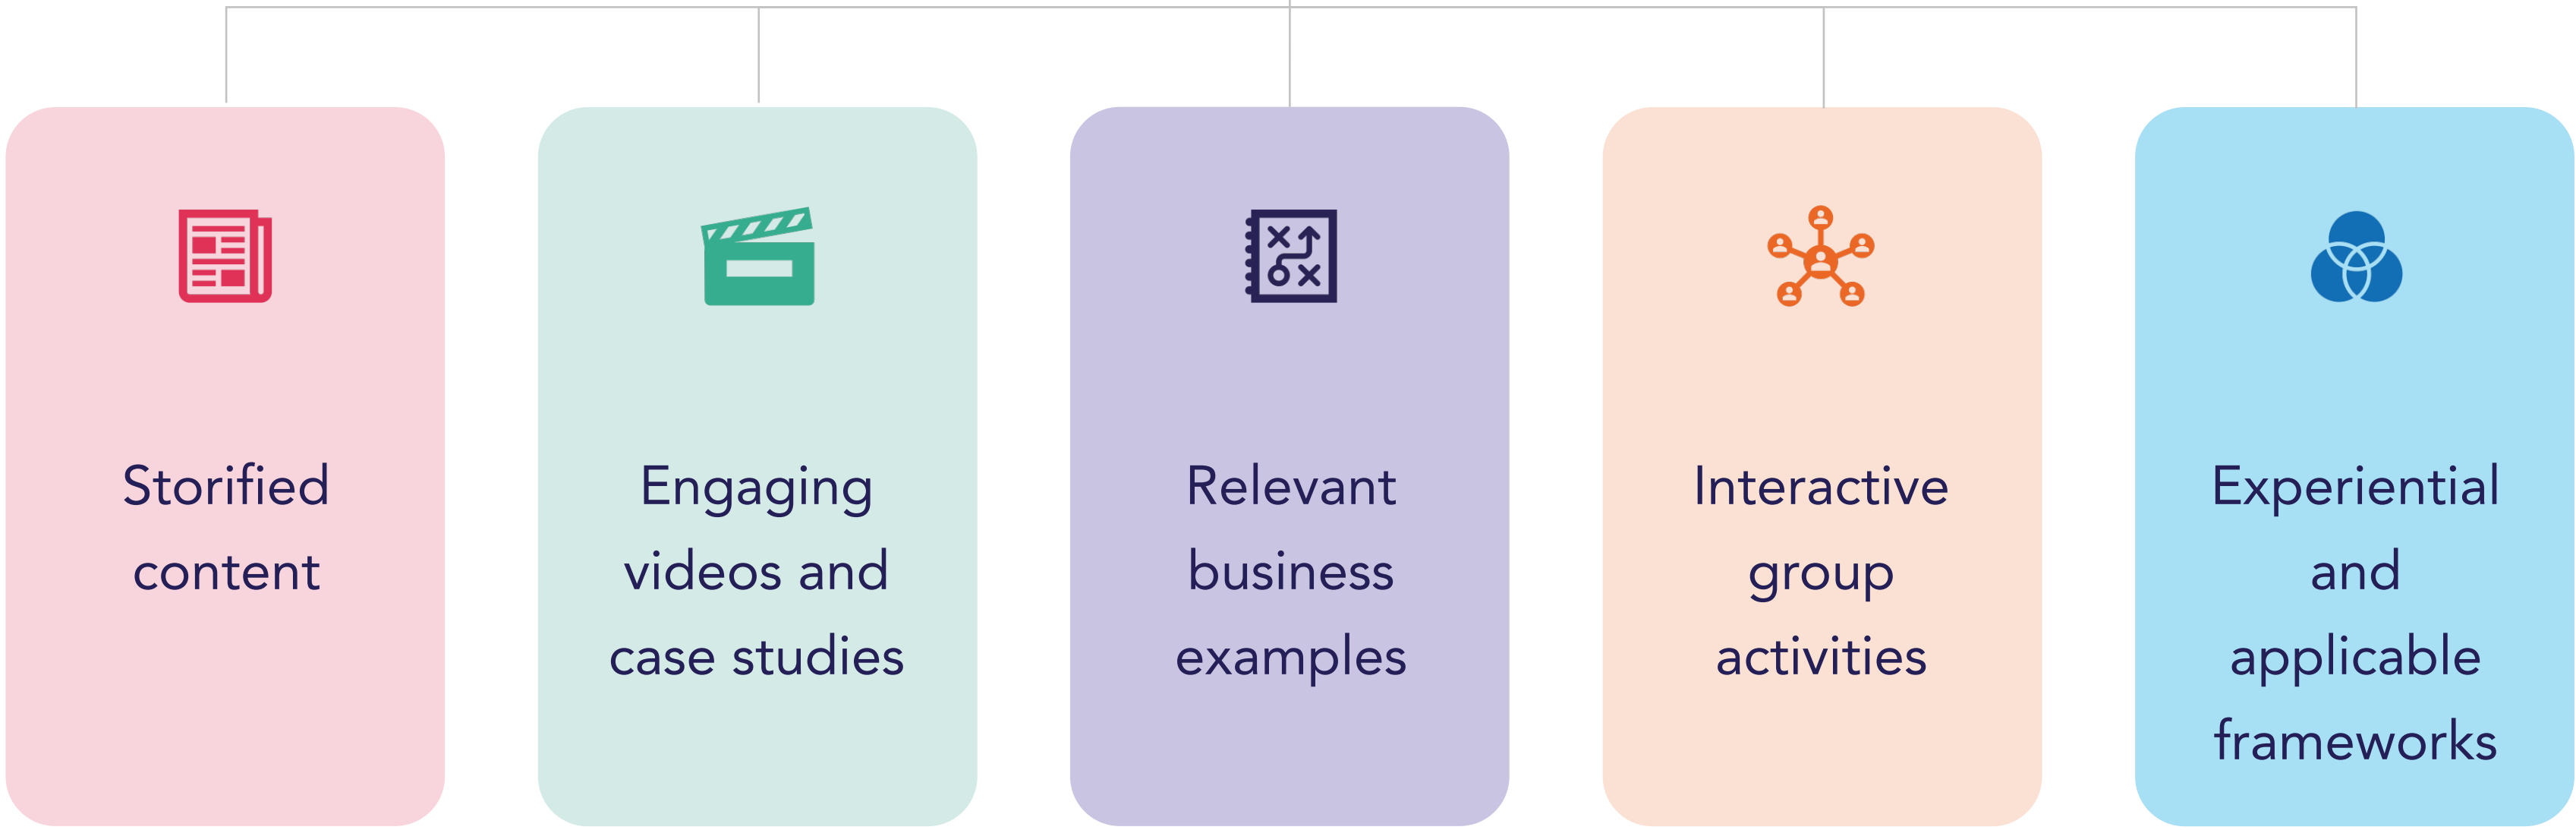 Storified
content
Engaging
videos and
case studies
Relevant
business
examples
Interactive
group
activities
Experiential
and
applicable
frameworks